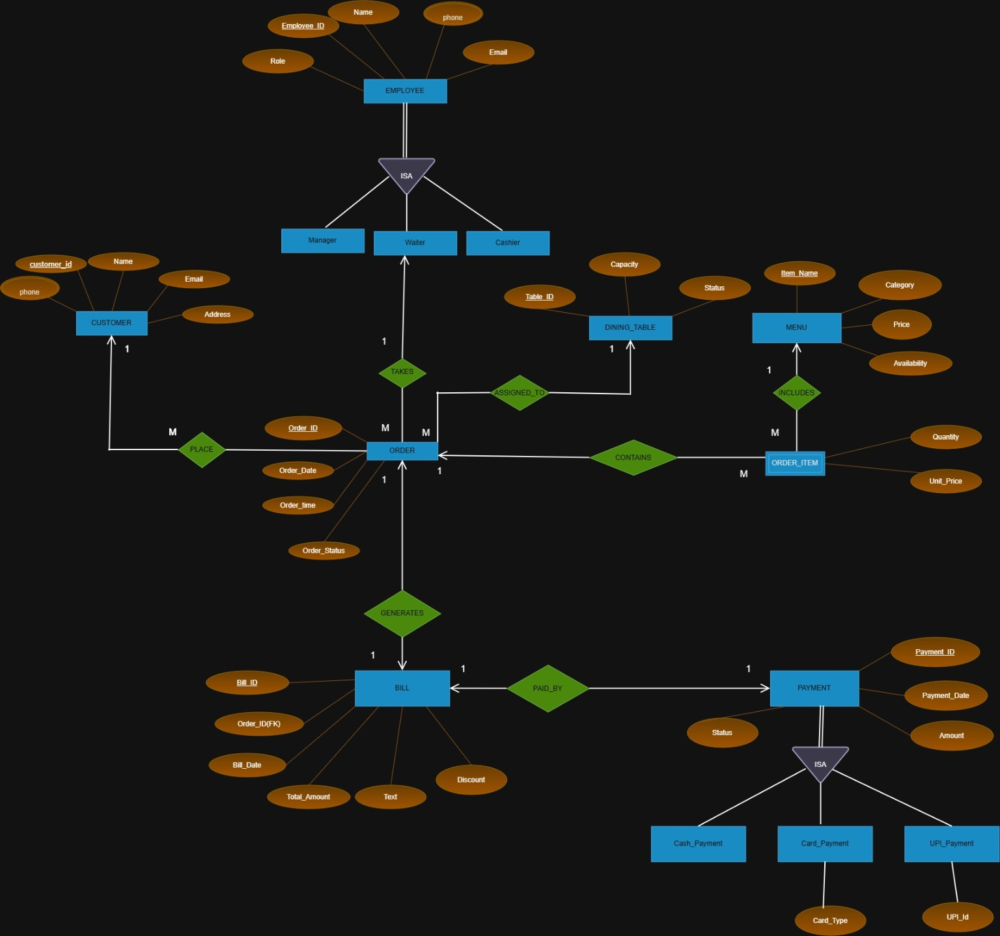 Name
phone
Employee_ID
Email
Role
EMPLOYEE
ISA
Manager
Waiter
Cashier
customer_id
Name
Email
phone
Address
CUSTOMER
1
Capacity
Status
Table_ID
DINING_TABLE
1
Item_Name
Category
Price
MENU
Availability
1
1
TAKES
ASSIGNED_TO
INCLUDES
M
M
M
M
Order_ID
PLACE
ORDER
Order_Date
Order_time
Order_Status
1
1
CONTAINS
M
ORDER_ITEM
Quantity
Unit_Price
GENERATES
1
1
1
Bill_ID
BILL
PAID_BY
PAYMENT
Payment_ID
Payment_Date
Amount
Status
Order_ID(FK)
Bill_Date
Total_Amount
Text
Discount
ISA
Cash_Payment
Card_Payment
UPI_Payment
Card_Type
UPI_Id